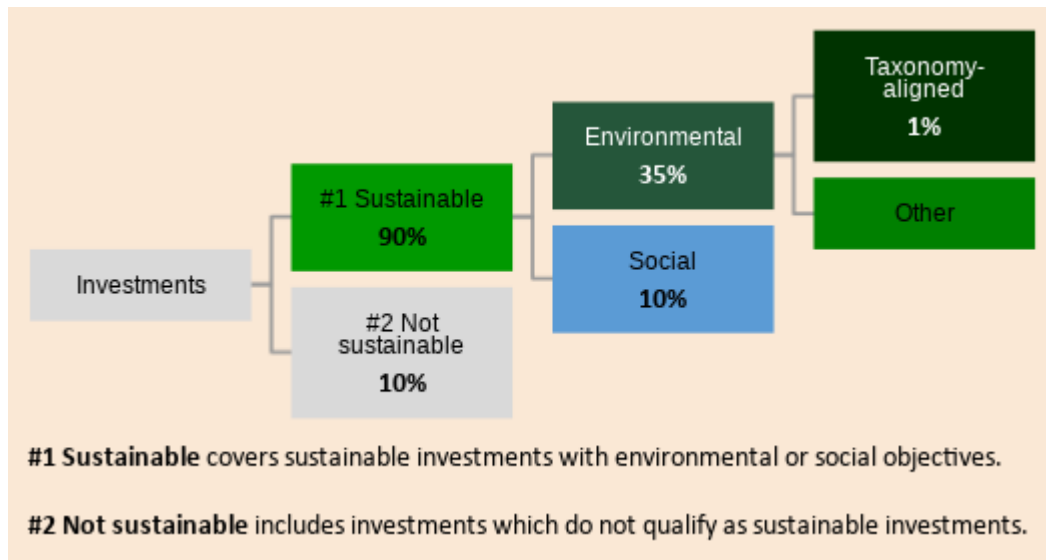 Taxonomy-
aligned
1%
Environmental
35%
#1 Sustainable
90%
Other
Social
10%
Investments
#2 Not
sustainable
10%
#1 Sustainable covers sustainable investments with environmental or social objectives.
#2 Not sustainable includes investments which do not qualify as sustainable investments.